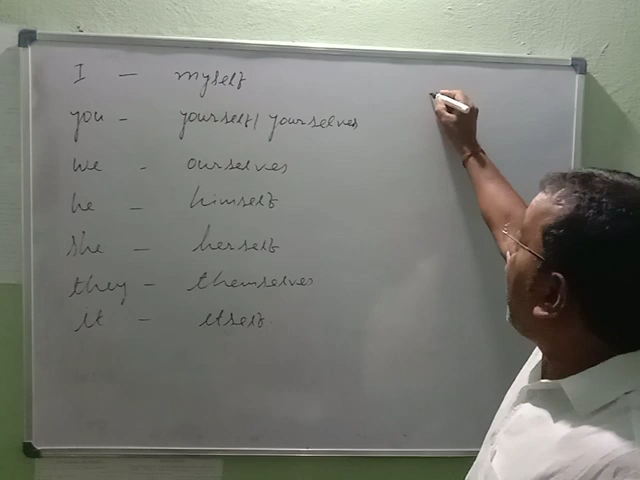 I - myself
you - yourself/ yourselves
we - ourselves
he - himself
she - herself
they - themselves
it - itself